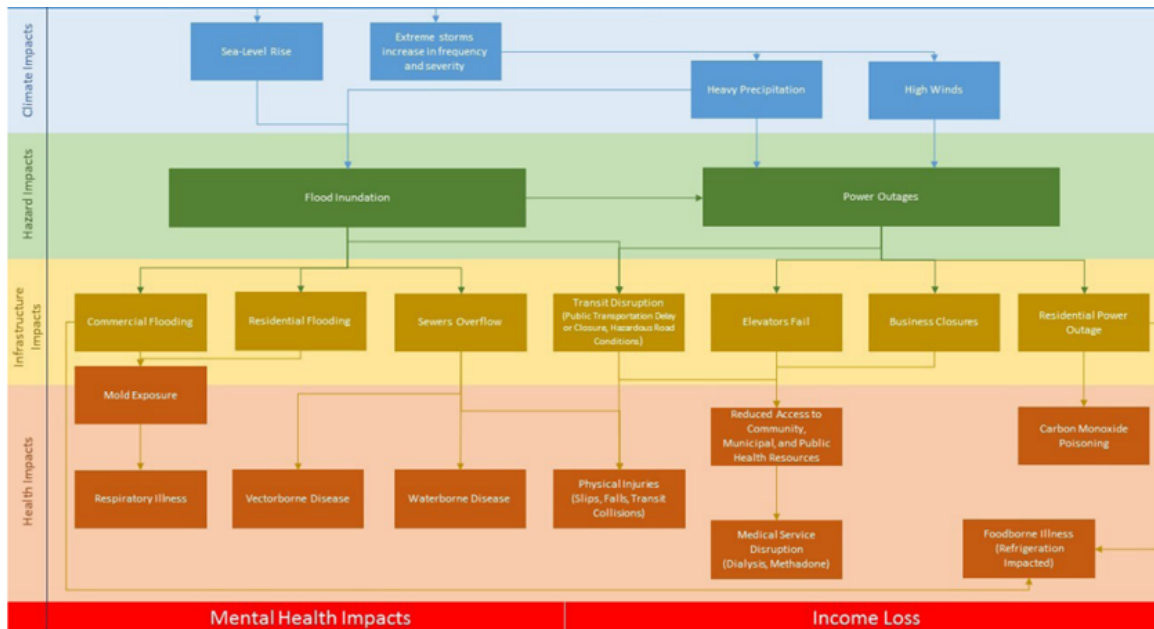 Climate Impacts
Sea-Level Rise
Extreme storms
increase in frequency
and severity
Heavy Precipitation
High Winds
Hazard Impacts
Flood Inundation
Power Outages
Infrastructure
Impacts
Commercial Flooding
Residential Flooding
Sewers Overflow
Transit Disruption
(Public Transportation Delay
or Closure, Hazardous Road
Conditions)
Elevators Fail
Business Closures
Residential Power
Outage
Health Impacts
Mold Exposure
Reduced Access to
Community,
Municipal, and Public
Health Resources
Carbon Monoxide
Poisoning
Respiratory Illness
Vectorborne Disease
Waterborne Disease
Physical Injuries
(Slips, Falls, Transit
Collisions)
Medical Service
Disruption
(Dialysis, Methadone)
Foodborne Illness
(Refrigeration
Impacted)
Mental Health Impacts
Income Loss